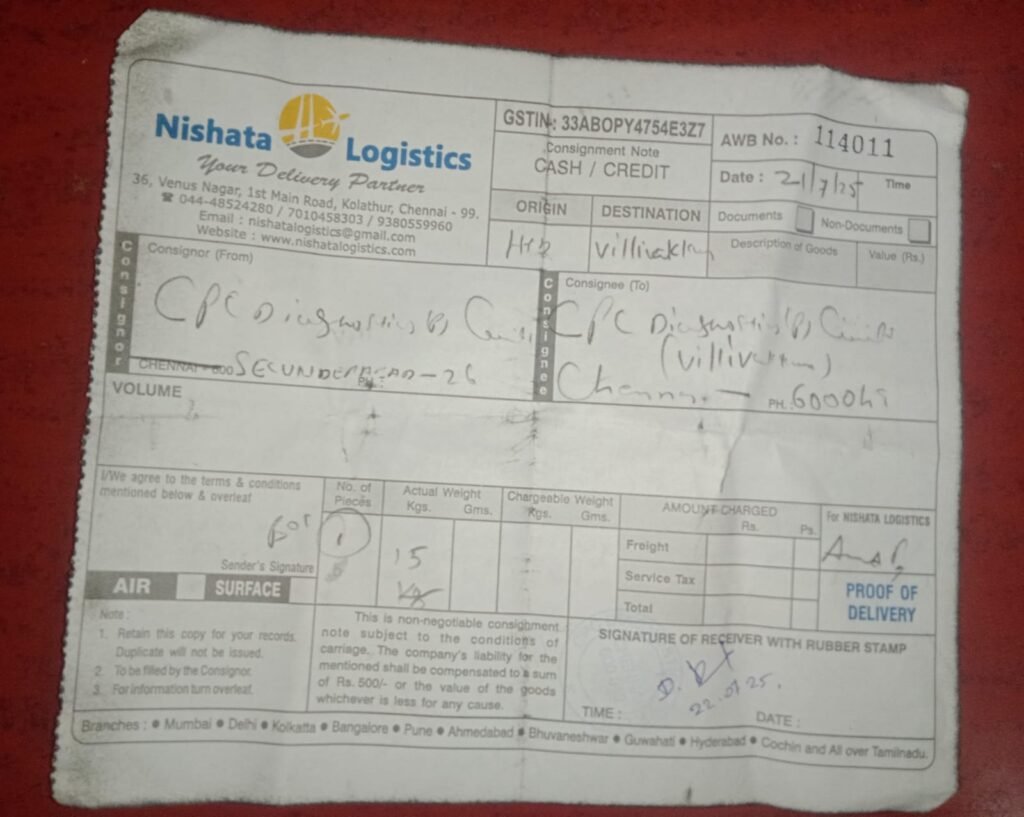 Nishata Logistics
Your Delivery Partner
36, Venus Nagar, 1st Main Road, Kolathur, Chennai - 99.
☎ 044-48524280 / 7010458303 / 9380559960
Email : nishatalogistics@gmail.com
Website : www.nishatalogistics.com
GSTIN : 33ABOPY4754E3Z7
Consignment Note
CASH / CREDIT
AWB No. : 114011
Date : 21/7/25 Time
ORIGIN DESTINATION
Documents Non-Documents
Description of Goods Value (Rs.)
Consignor
Consignor (From)
CPC Diagnostics (P)
CHENNAI - 600 SECUNDERABAD-26
PH.:
Consignee
Consignee (To)
CPC Diagnostics (P)
Chennai - PH.:
VOLUME
I/We agree to the terms & conditions
mentioned below & overleaf
Sender's Signature
AIR SURFACE
No. of Pieces
1
Actual Weight
Kgs. Gms.
15
Kg
Chargeable Weight
Kgs. Gms.
AMOUNT CHARGED
Rs. Ps.
Freight
Service Tax
Total
For NISHATA LOGISTICS
PROOF OF
DELIVERY
Note :
1. Retain this copy for your records.
Duplicate will not be issued.
2. To be filled by the Consignor.
3. For information turn overleaf.
This is non-negotiable consignment
note subject to the conditions of
carriage. The company's liability for the
mentioned shall be compensated to a sum
of Rs. 500/- or the value of the goods
whichever is less for any cause.
SIGNATURE OF RECEIVER WITH RUBBER STAMP
22.07.25.
TIME : DATE :
Branches : ● Mumbai ● Delhi ● Kolkatta ● Bangalore ● Pune ● Ahmedabad ● Bhuvaneshwar ● Guwahati ● Hyderabad ● Cochin and All over Tamilnadu.